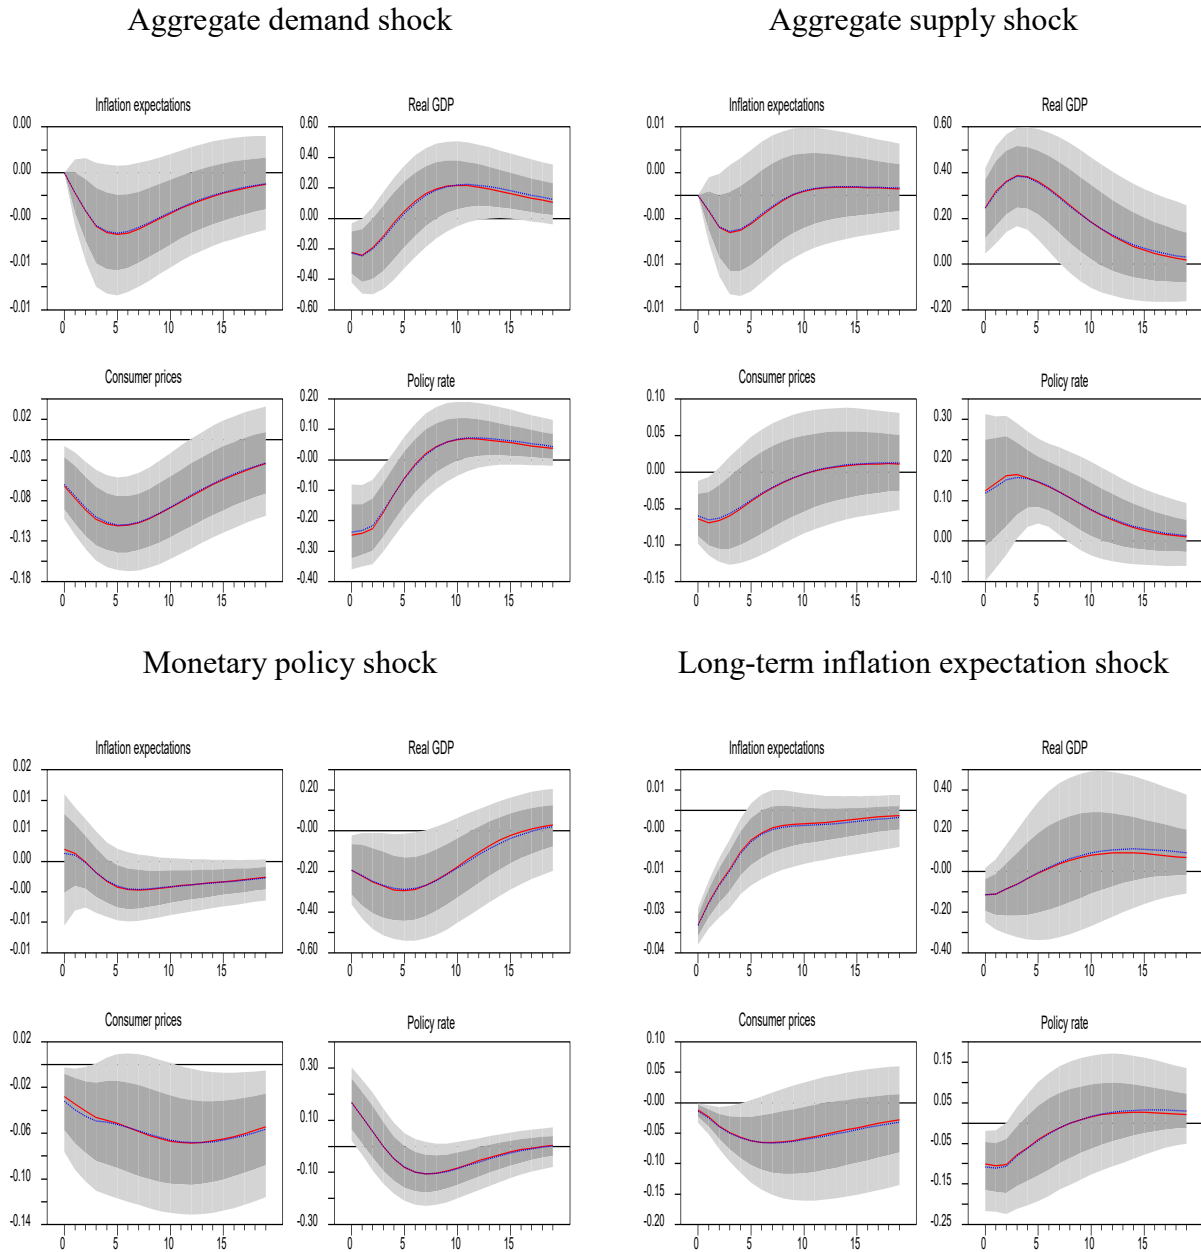 Aggregate demand shock
Aggregate supply shock
Inflation expectations
Real GDP
Inflation expectations
Real GDP
0.00
0.00
-0.00
-0.01
-0.01
0 5 10 15
0.60
0.40
0.20
0.00
-0.20
-0.40
-0.60
0 5 10 15
0.01
0.00
-0.00
-0.01
-0.01
0 5 10 15
0.60
0.40
0.20
0.00
-0.20
0 5 10 15
Consumer prices
Policy rate
Consumer prices
Policy rate
0.02
-0.03
-0.08
-0.13
-0.18
0 5 10 15
0.20
0.10
-0.00
-0.10
-0.20
-0.30
-0.40
0 5 10 15
0.10
0.05
0.00
-0.05
-0.10
-0.15
0 5 10 15
0.30
0.20
0.10
0.00
-0.10
0 5 10 15
Monetary policy shock
Long-term inflation expectation shock
Inflation expectations
Real GDP
Inflation expectations
Real GDP
0.02
0.01
0.01
0.00
-0.00
-0.01
-0.01
0 5 10 15
0.20
-0.00
-0.20
-0.40
-0.60
0 5 10 15
0.01
-0.00
-0.01
-0.03
-0.04
0 5 10 15
0.40
0.20
-0.00
-0.20
-0.40
0 5 10 15
Consumer prices
Policy rate
Consumer prices
Policy rate
0.02
-0.02
-0.06
-0.10
-0.14
0 5 10 15
0.30
0.10
-0.10
-0.30
0 5 10 15
0.10
0.05
-0.00
-0.05
-0.10
-0.15
-0.20
0 5 10 15
0.15
0.05
-0.05
-0.15
-0.25
0 5 10 15